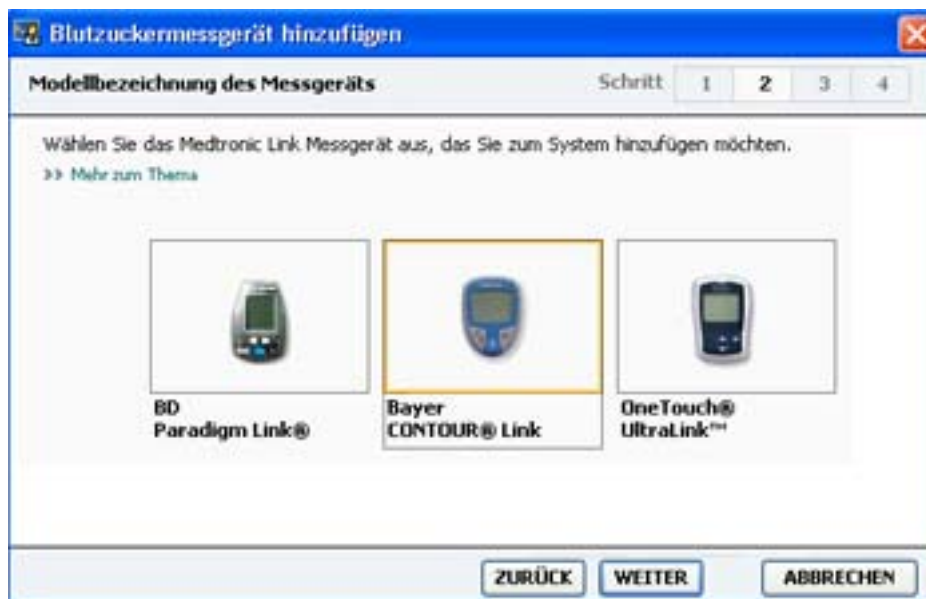 Blutzuckermessgerät hinzufügen
Modellbezeichnung des Messgeräts
Schritt 1 2 3 4
Wählen Sie das Medtronic Link Messgerät aus, das Sie zum System hinzufügen möchten.
>> Mehr zum Thema
BD
Paradigm Link®
Bayer
CONTOUR® Link
OneTouch®
UltraLink™
ZURÜCK WEITER ABBRECHEN